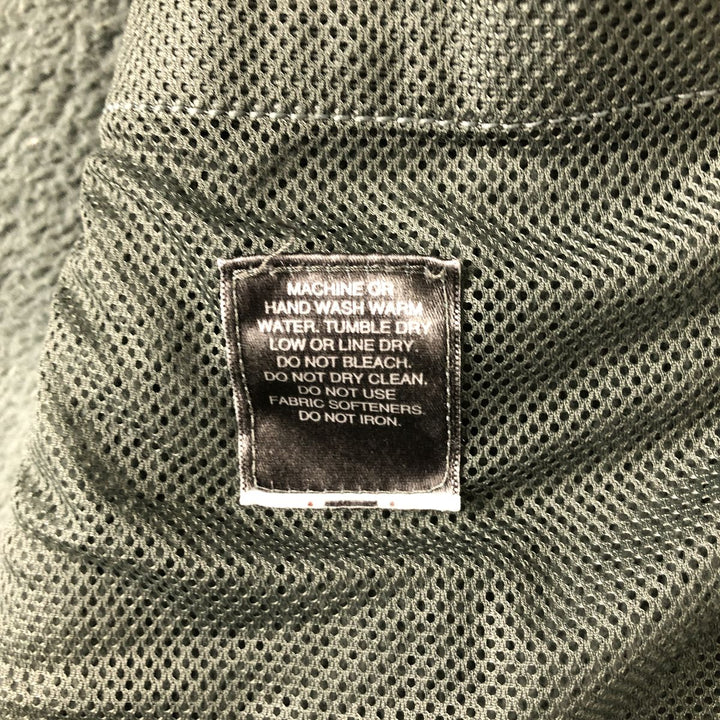 MACHINE OR
HAND WASH WARM
WATER. TUMBLE DRY
LOW OR LINE DRY.
DO NOT BLEACH.
DO NOT DRY CLEAN.
DO NOT USE
FABRIC SOFTENERS.
DO NOT IRON.